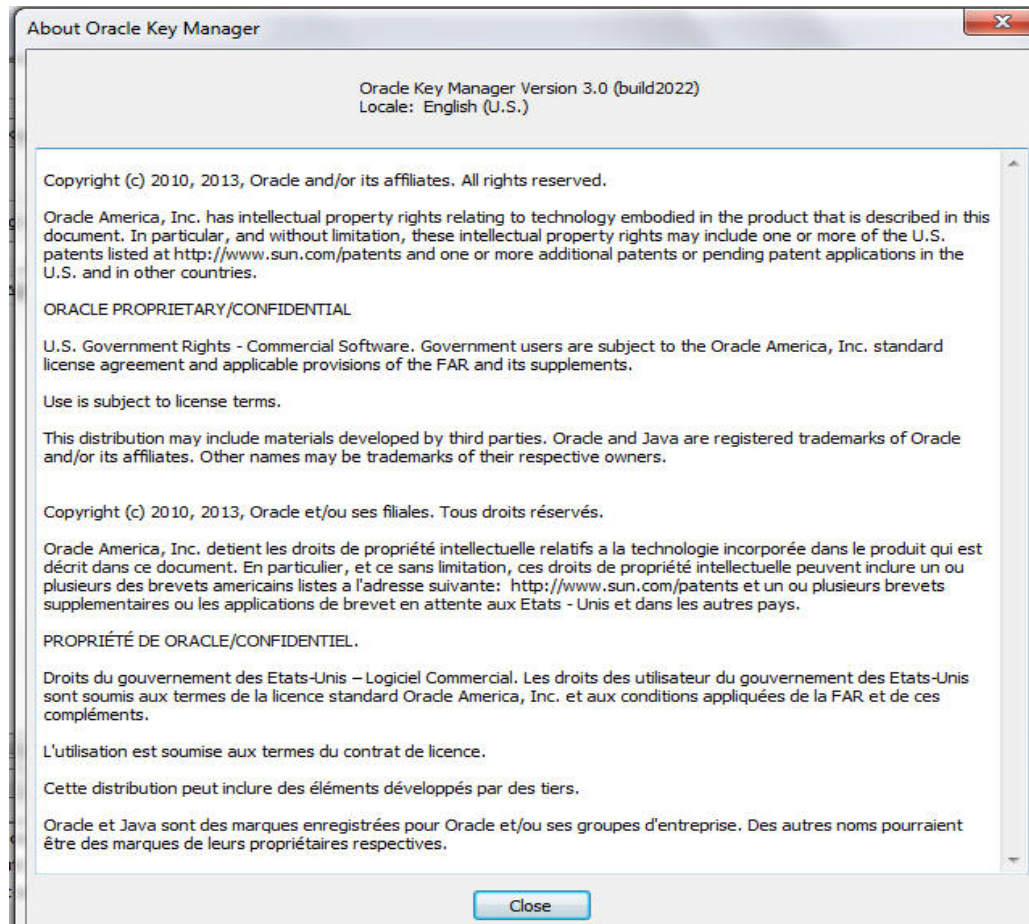 About Oracle Key Manager
Oracle Key Manager Version 3.0 (build2022)
Locale: English (U.S.)
Copyright (c) 2010, 2013, Oracle and/or its affiliates. All rights reserved.
Oracle America, Inc. has intellectual property rights relating to technology embodied in the product that is described in this
document. In particular, and without limitation, these intellectual property rights may include one or more of the U.S.
patents listed at http://www.sun.com/patents and one or more additional patents or pending patent applications in the
U.S. and in other countries.
ORACLE PROPRIETARY/CONFIDENTIAL
U.S. Government Rights - Commercial Software. Government users are subject to the Oracle America, Inc. standard
license agreement and applicable provisions of the FAR and its supplements.
Use is subject to license terms.
This distribution may include materials developed by third parties. Oracle and Java are registered trademarks of Oracle
and/or its affiliates. Other names may be trademarks of their respective owners.
Copyright (c) 2010, 2013, Oracle et/ou ses filiales. Tous droits réservés.
Oracle America, Inc. detient les droits de propriété intellectuelle relatifs a la technologie incorporée dans le produit qui est
décrit dans ce document. En particulier, et ce sans limitation, ces droits de propriété intellectuelle peuvent inclure un ou
plusieurs des brevets americains listes a l'adresse suivante: http://www.sun.com/patents et un ou plusieurs brevets
supplementaires ou les applications de brevet en attente aux Etats - Unis et dans les autres pays.
PROPRIÉTÉ DE ORACLE/CONFIDENTIEL.
Droits du gouvernement des Etats-Unis – Logiciel Commercial. Les droits des utilisateur du gouvernement des Etats-Unis
sont soumis aux termes de la licence standard Oracle America, Inc. et aux conditions appliquées de la FAR et de ces
compléments.
L'utilisation est soumise aux termes du contrat de licence.
Cette distribution peut inclure des éléments développés par des tiers.
Oracle et Java sont des marques enregistrées pour Oracle et/ou ses groupes d'entreprise. Des autres noms pourraient
être des marques de leurs propriétaires respectives.
Close